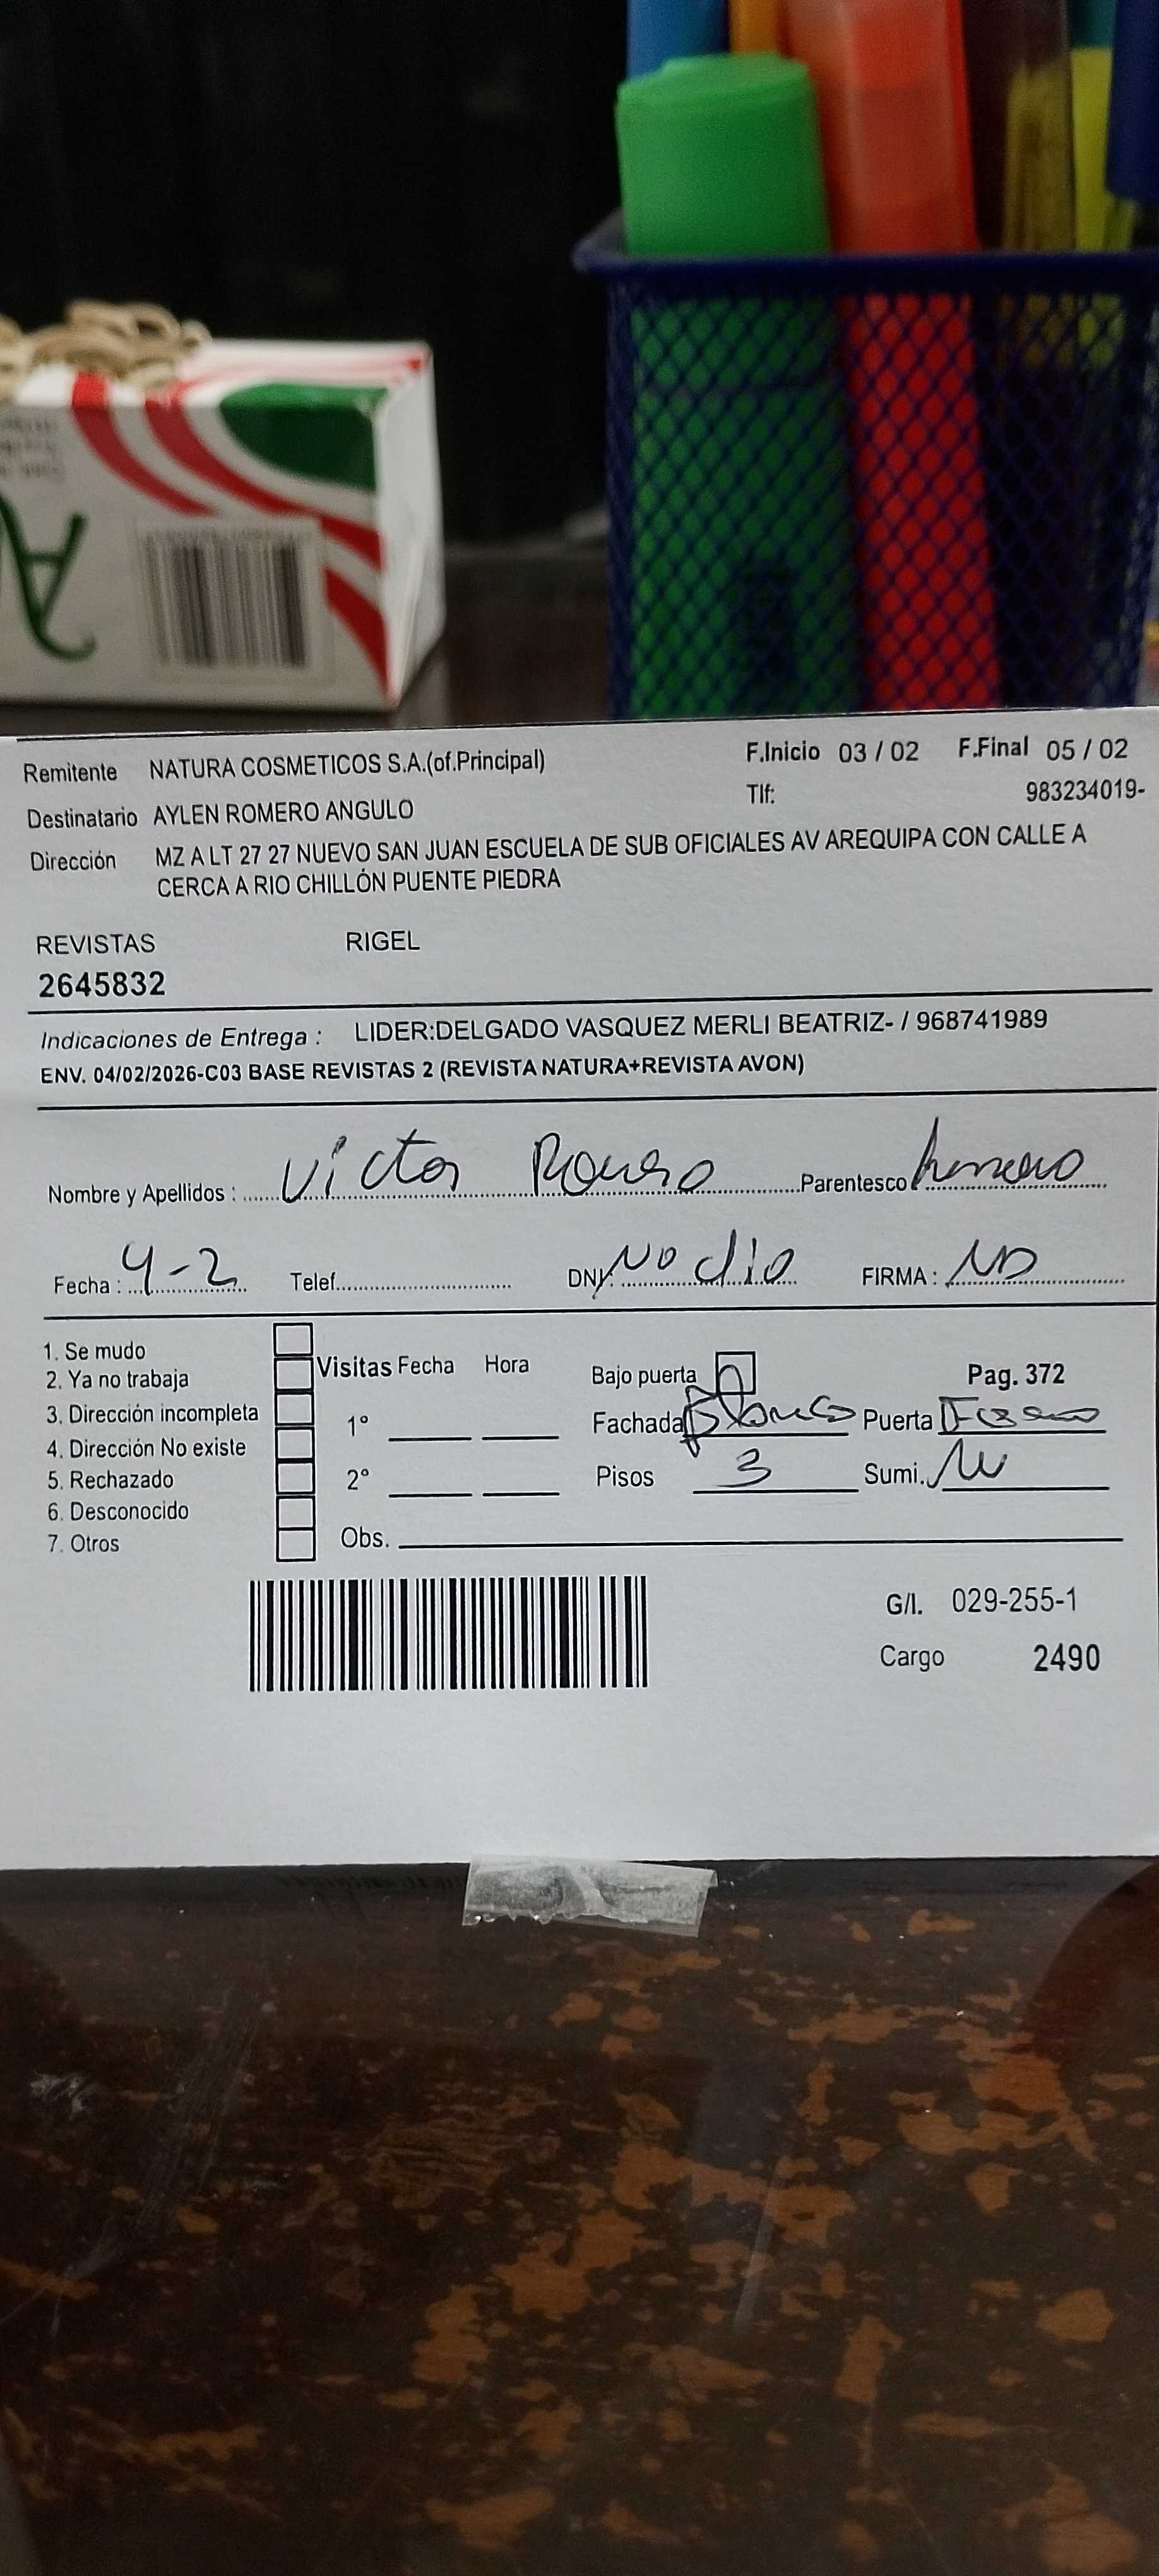 Remitente NATURA COSMETICOS S.A.(of.Principal) F.Inicio 03 / 02 F.Final 05 / 02
Tlf: 983234019-
Destinatario AYLEN ROMERO ANGULO
Dirección MZ A LT 27 27 NUEVO SAN JUAN ESCUELA DE SUB OFICIALES AV AREQUIPA CON CALLE A
CERCA A RIO CHILLÓN PUENTE PIEDRA
REVISTAS RIGEL
2645832
Indicaciones de Entrega : LIDER:DELGADO VASQUEZ MERLI BEATRIZ- / 968741989
ENV. 04/02/2026-C03 BASE REVISTAS 2 (REVISTA NATURA+REVISTA AVON)
Nombre y Apellidos : Victor Romero Parentesco
Fecha : 4-2 Telef. DNI: No dio FIRMA : ND
1. Se mudo
2. Ya no trabaja
3. Dirección incompleta
4. Dirección No existe
5. Rechazado
6. Desconocido
7. Otros
Visitas Fecha Hora
1°
2°
Obs.
Bajo puerta Pag. 372
Fachada Blanco Puerta
Pisos 3 Sumi.
G/I. 029-255-1
Cargo 2490